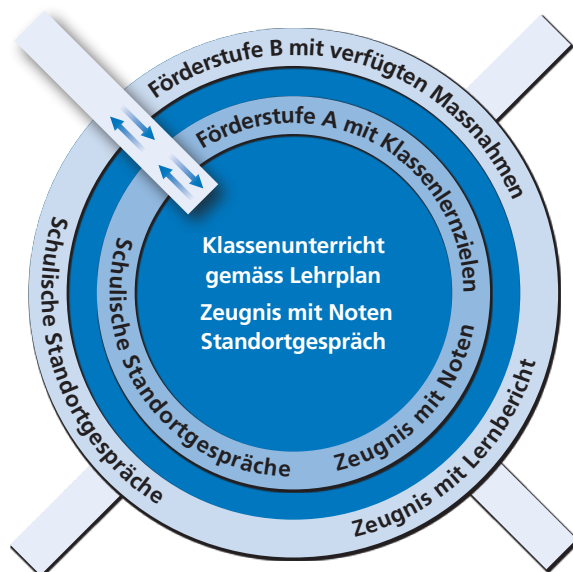 Förderstufe B mit verfügten Massnahmen
Förderstufe A mit Klassenlernzielen
Klassenunterricht
gemäss Lehrplan
Zeugnis mit Noten
Standortgespräch
Schulische Standortgespräche
Zeugnis mit Noten
Schulische Standortgespräche
Zeugnis mit Lernbericht